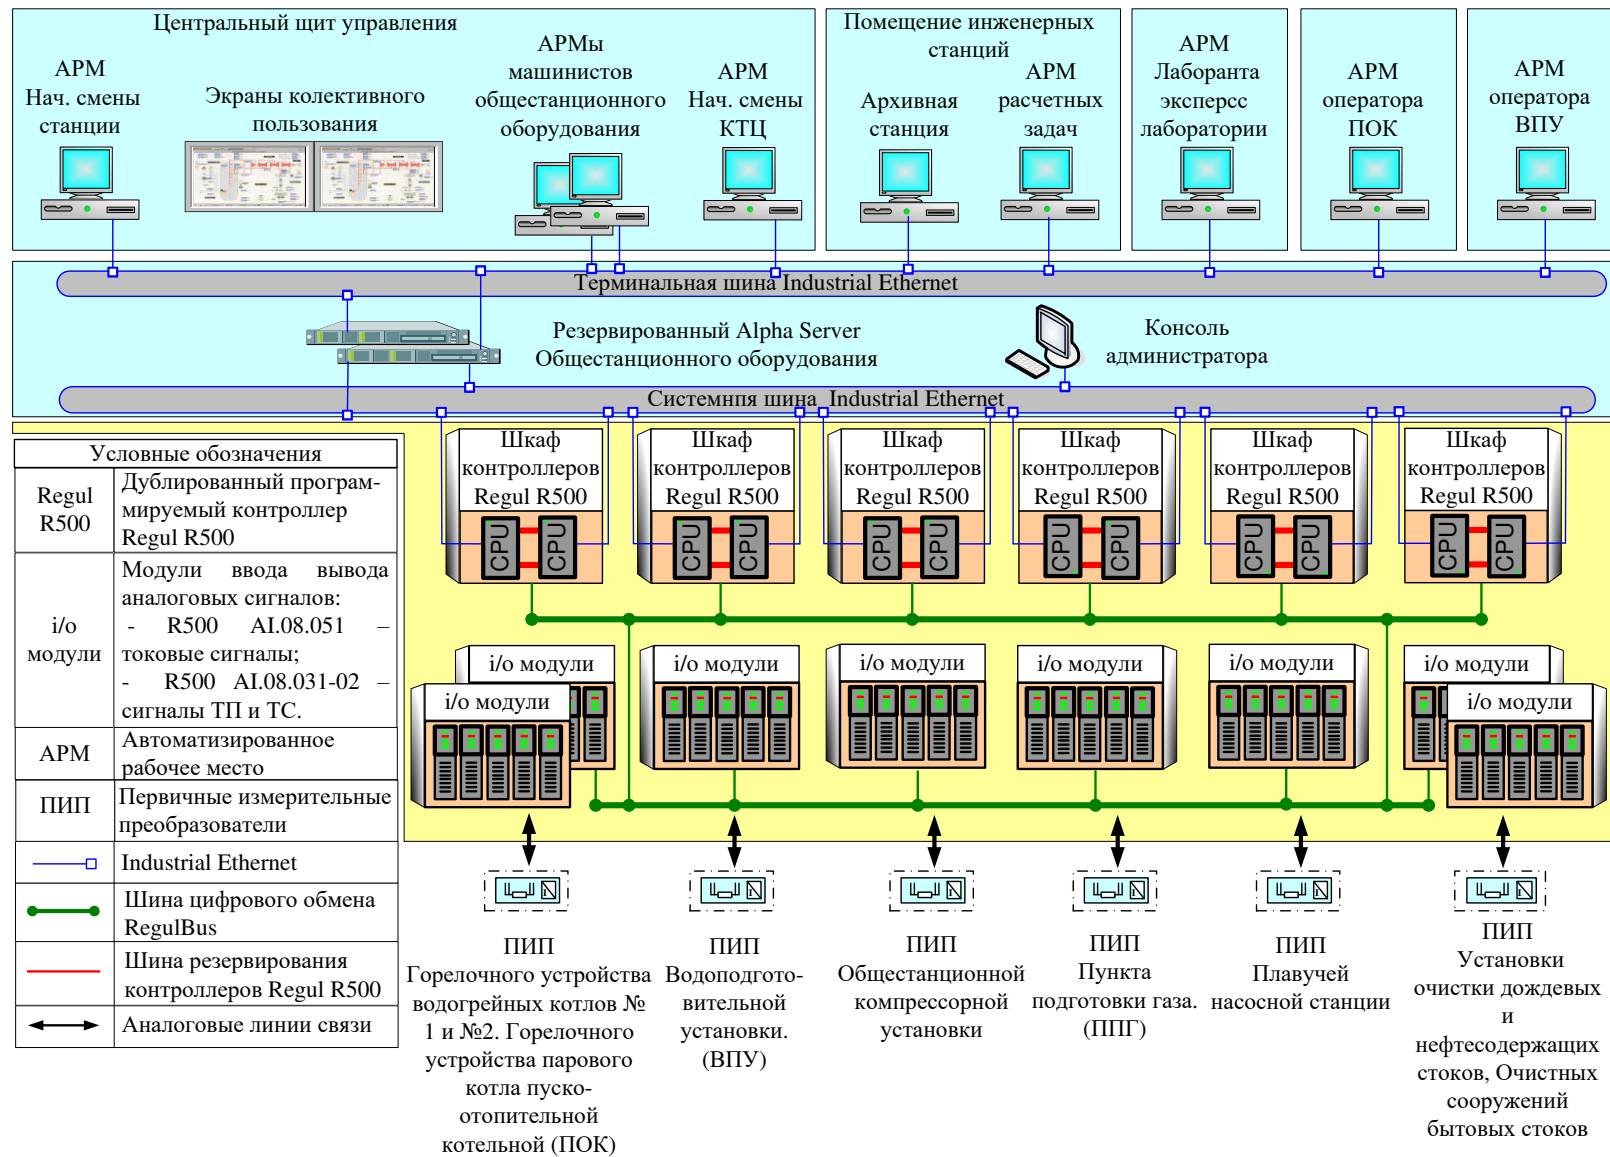 Центральный щит управления
АРМ
Нач. смены
станции
Экраны колективного
пользования
АРМы
машинистов
общестанционного
оборудования
АРМ
Нач. смены
КТЦ
Помещение инженерных
станций
Архивная
станция
АРМ
расчетных
задач
АРМ
Лаборанта
эксперсс
лаборатории
АРМ
оператора
ПОК
АРМ
оператора
ВПУ
Терминальная шина Industrial Ethernet
Резервированный Alpha Server
Общестанционного оборудования
Консоль
администратора
Системнпя шина Industrial Ethernet
Шкаф
контроллеров
Regul R500
CPU
CPU
Шкаф
контроллеров
Regul R500
CPU
CPU
Шкаф
контроллеров
Regul R500
CPU
CPU
Шкаф
контроллеров
Regul R500
CPU
CPU
Шкаф
контроллеров
Regul R500
CPU
CPU
Шкаф
контроллеров
Regul R500
CPU
CPU
i/o модули
i/o модули
i/o модули
i/o модули
i/o модули
i/o модули
i/o модули
i/o модули
Условные обозначения
Regul
R500
Дублированный програм-
мируемый контроллер
Regul R500
i/o
модули
Модули ввода вывода
аналоговых сигналов:
- R500 AI.08.051 –
токовые сигналы;
- R500 AI.08.031-02 –
сигналы ТП и ТС.
АРМ
Автоматизированное
рабочее место
ПИП
Первичные измерительные
преобразователи
Industrial Ethernet
Шина цифрового обмена
RegulBus
Шина резервирования
контроллеров Regul R500
Аналоговые линии связи
ПИП
Горелочного устройства
водогрейных котлов №
1 и №2. Горелочного
устройства парового
котла пуско-
отопительной
котельной (ПОК)
ПИП
Водоподгото-
вительной
установки.
(ВПУ)
ПИП
Общестанционной
компрессорной
установки
ПИП
Пункта
подготовки газа.
(ППГ)
ПИП
Плавучей
насосной станции
ПИП
Установки
очистки дождевых
и
нефтесодержащих
стоков, Очистных
сооружений
бытовых стоков